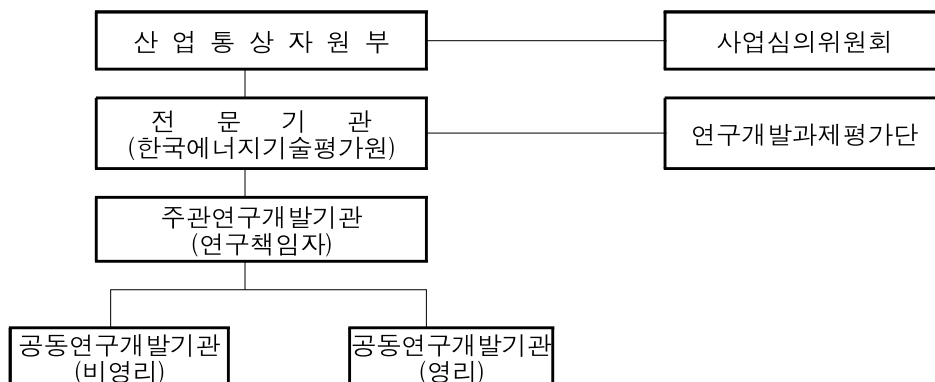 산 업 통 상 자 원 부
사업심의위원회
전 문 기 관
(한국에너지기술평가원)
연구개발과제평가단
주관연구개발기관
(연구책임자)
공동연구개발기관
(비영리)
공동연구개발기관
(영리)